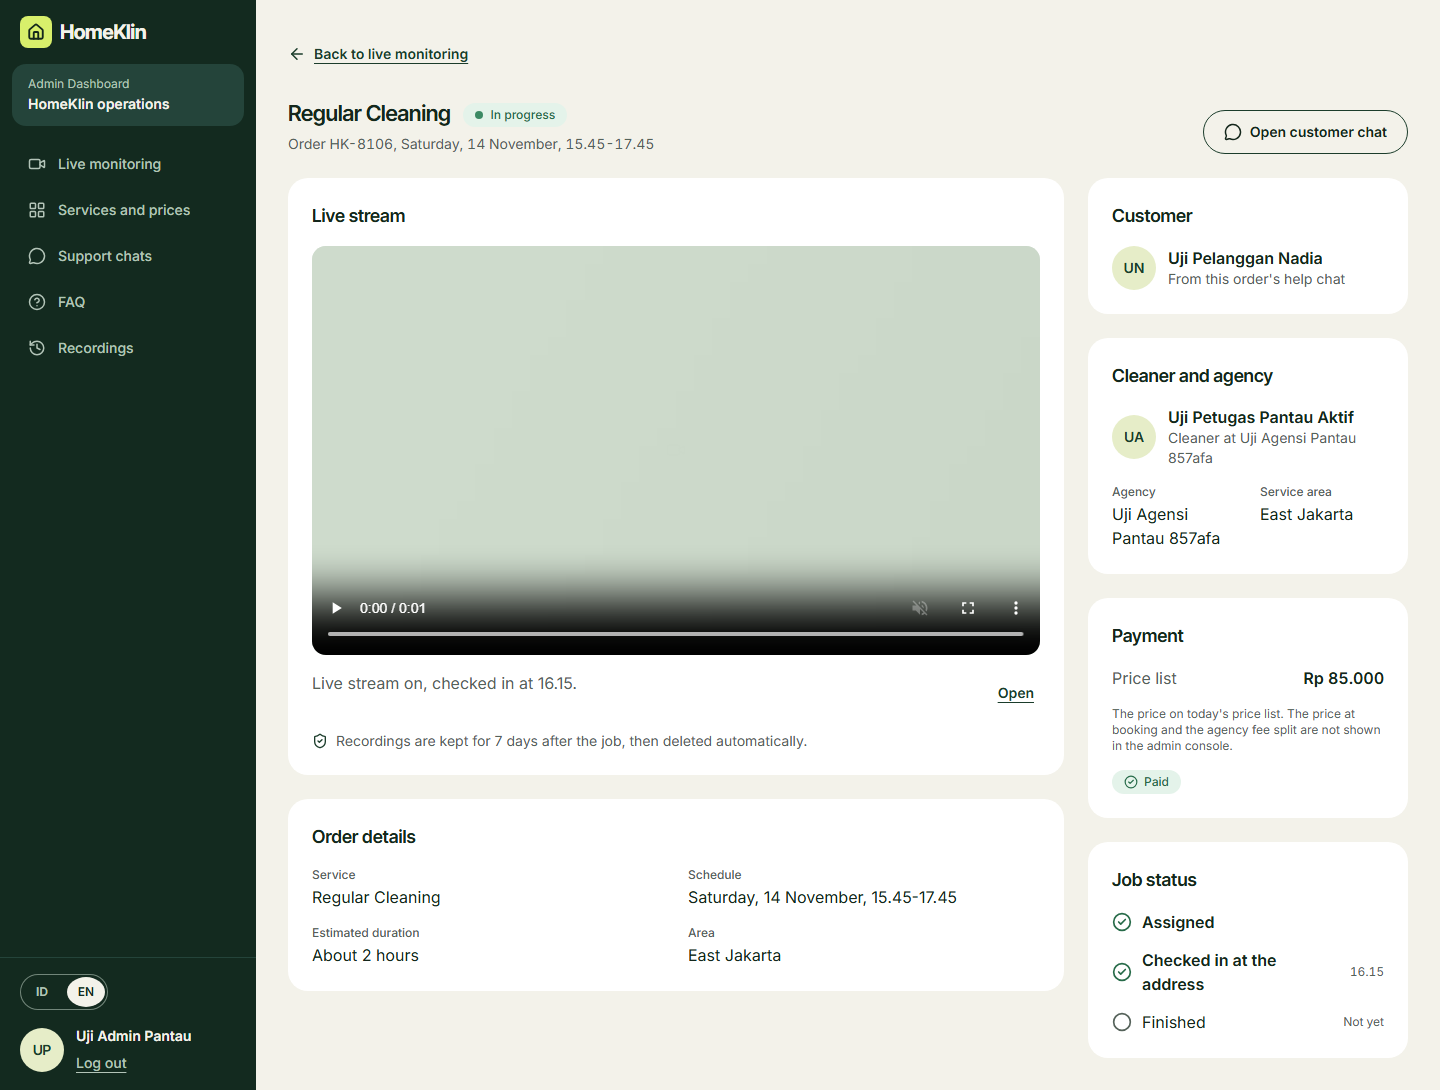 HomeKlin
Admin Dashboard
HomeKlin operations
Live monitoring
Services and prices
Support chats
FAQ
Recordings
ID
EN
UP
Uji Admin Pantau
Log out
Back to live monitoring
Regular Cleaning
In progress
Order HK-8106, Saturday, 14 November, 15.45-17.45
Open customer chat
Live stream
0:00 / 0:01
Live stream on, checked in at 16.15.
Open
Recordings are kept for 7 days after the job, then deleted automatically.
Order details
Service
Regular Cleaning
Schedule
Saturday, 14 November, 15.45-17.45
Estimated duration
About 2 hours
Area
East Jakarta
Customer
UN
Uji Pelanggan Nadia
From this order's help chat
Cleaner and agency
UA
Uji Petugas Pantau Aktif
Cleaner at Uji Agensi Pantau
857afa
Agency
Uji Agensi
Pantau 857afa
Service area
East Jakarta
Payment
Price list
Rp 85.000
The price on today's price list. The price at
booking and the agency fee split are not shown
in the admin console.
Paid
Job status
Assigned
Checked in at the
address
16.15
Finished
Not yet